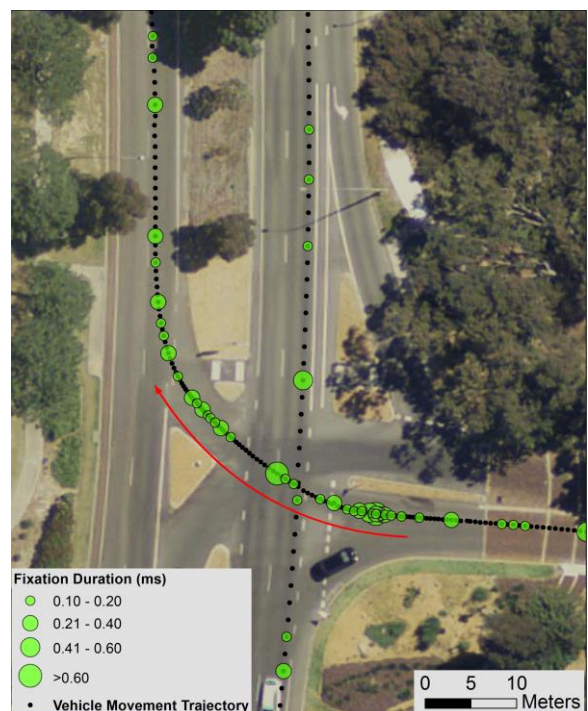 Fixation Duration (ms)
0.10 - 0.20
0.21 - 0.40
0.41 - 0.60
>0.60
Vehicle Movement Trajectory
0 5 10
Meters